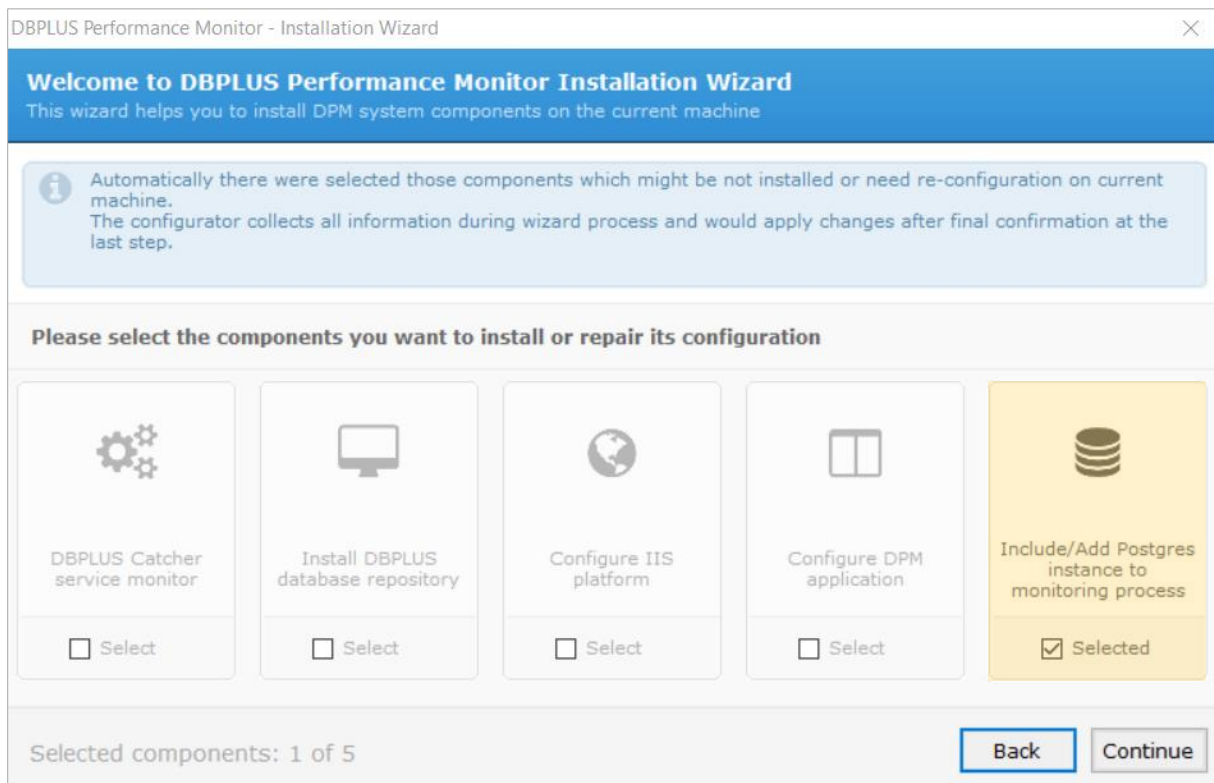 DBPLUS Performance Monitor - Installation Wizard
Welcome to DBPLUS Performance Monitor Installation Wizard
This wizard helps you to install DPM system components on the current machine
Automatically there were selected those components which might be not installed or need re-configuration on current
machine.
The configurator collects all information during wizard process and would apply changes after final confirmation at the
last step.
Please select the components you want to install or repair its configuration
DBPLUS Catcher
service monitor
Select
Install DBPLUS
database repository
Select
Configure IIS
platform
Select
Configure DPM
application
Select
Include/Add Postgres
instance to
monitoring process
Selected
Selected components: 1 of 5
Back
Continue